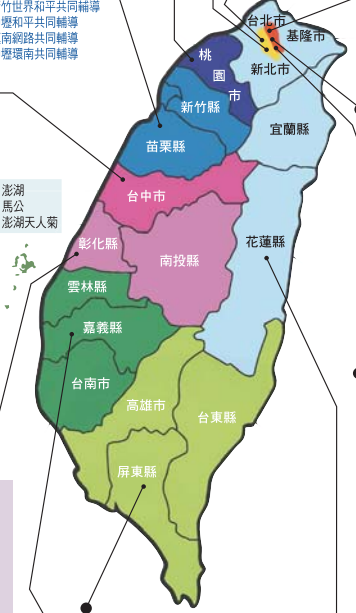 竹世界和平共同輔導
壢和平共同輔導
南網路共同輔導
壢環南共同輔導
台北市
基隆市
新北市
桃園市
新竹縣
宜蘭縣
苗栗縣
台中市
澎湖
馬公
澎湖天人菊
彰化縣
南投縣
花蓮縣
雲林縣
嘉義縣
台南市
高雄市
台東縣
屏東縣